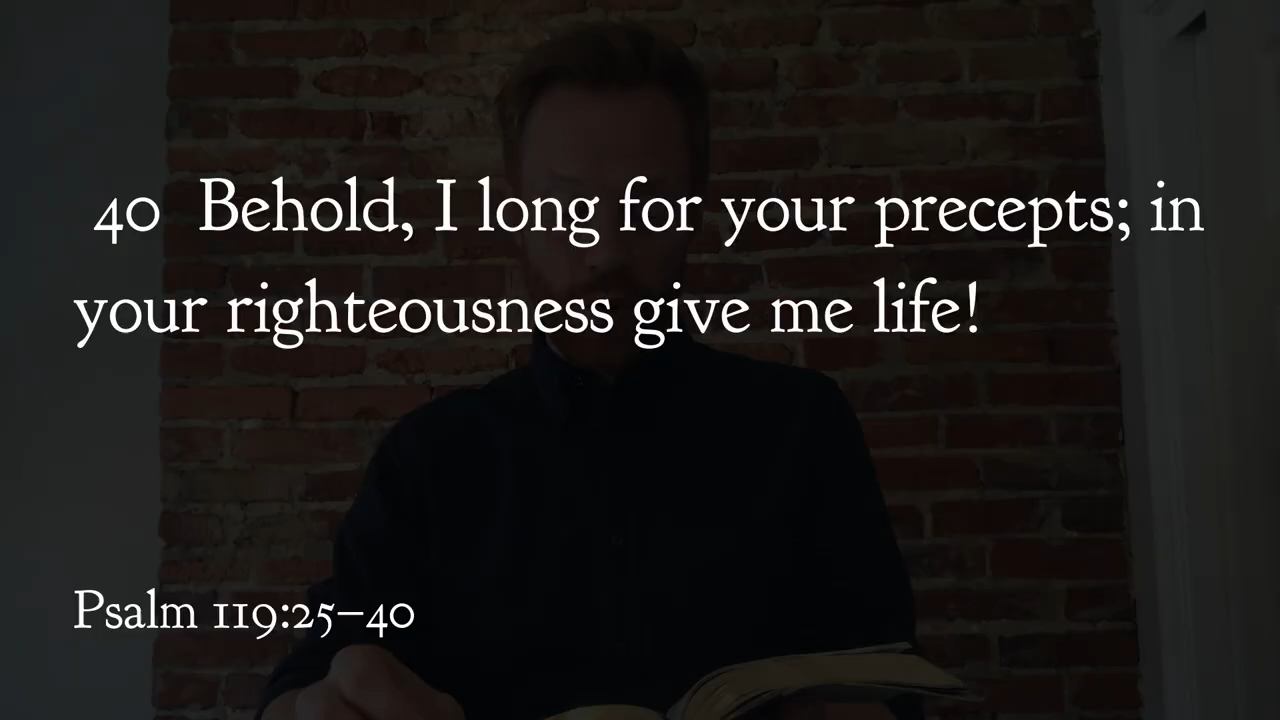 40 Behold, I long for your precepts; in
your righteousness give me life!
Psalm 119:25–40